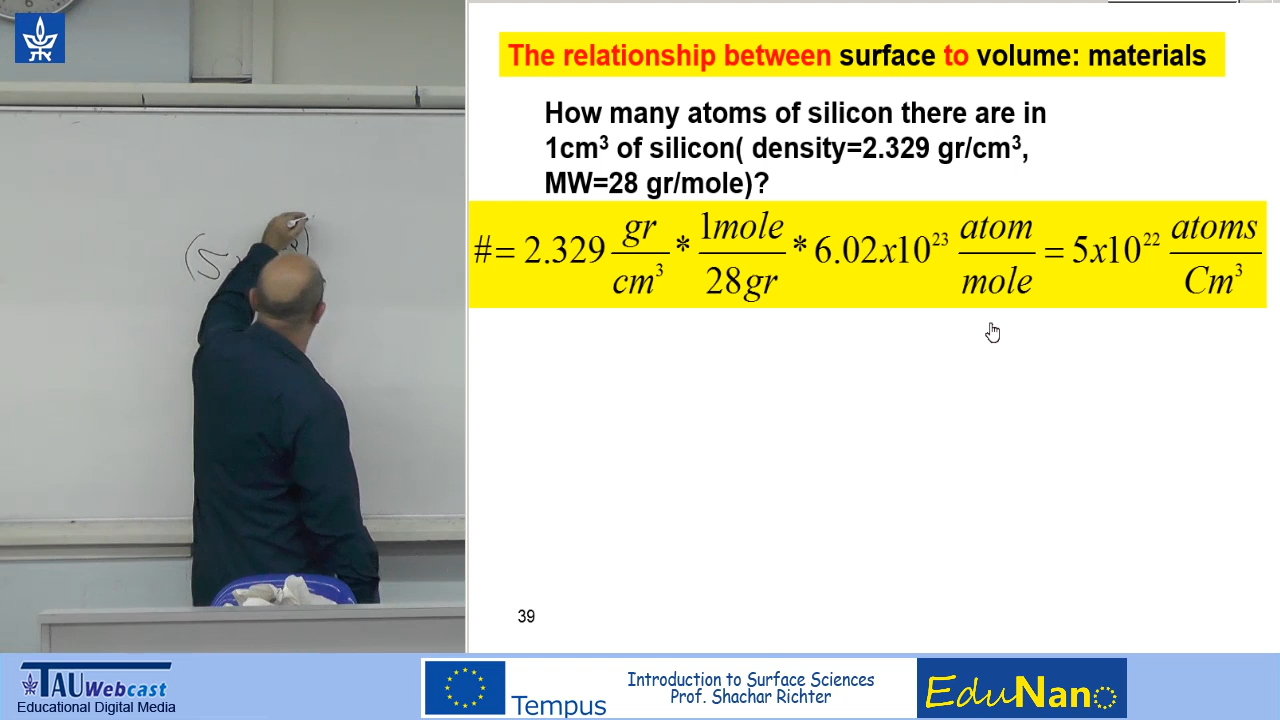 The relationship between surface to volume: materials
How many atoms of silicon there are in
1cm³ of silicon( density=2.329 gr/cm³,
MW=28 gr/mole)?
#= 2.329 gr/cm³ * 1mole/28gr * 6.02x10²³ atom/mole = 5x10²² atoms/Cm³
39
TAUWebcast
Educational Digital Media
Tempus
Introduction to Surface Sciences
Prof. Shachar Richter
EduNano